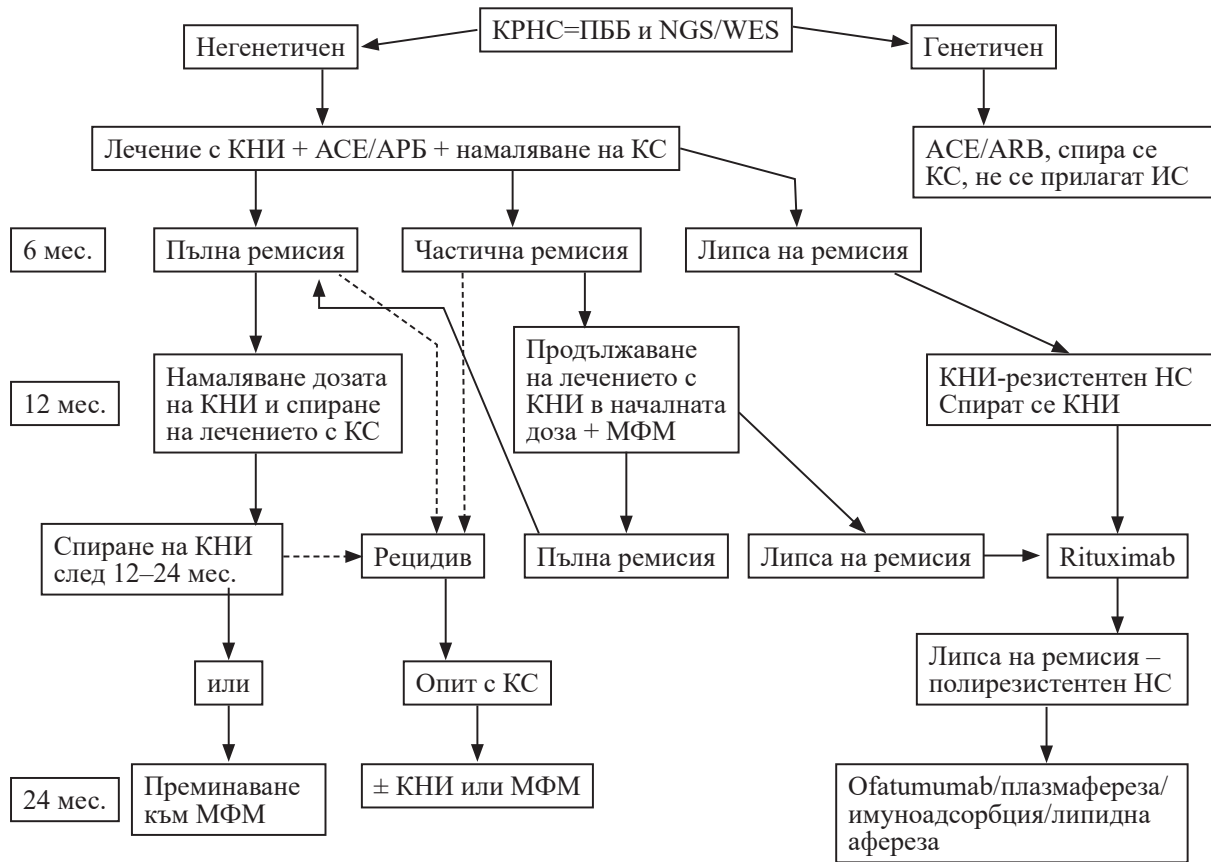 КРНС=ПББ и NGS/WES
Негенетичен
Генетичен
Лечение с КНИ + АСЕ/АРБ + намаляване на КС
ACE/ARB, спира се
КС, не се прилагат ИС
6 мес.
Пълна ремисия
Частична ремисия
Липса на ремисия
12 мес.
Намаляване дозата
на КНИ и спиране
на лечението с КС
Продължаване
на лечението с
КНИ в началната
доза + МФМ
КНИ-резистентен НС
Спират се КНИ
Спиране на КНИ
след 12–24 мес.
Рецидив
Пълна ремисия
Липса на ремисия
Rituximab
или
Опит с КС
Липса на ремисия –
полирезистентен НС
24 мес.
Преминаване
към МФМ
± КНИ или МФМ
Ofatumumab/плазмафереза/
имуноадсорбция/липидна
афереза